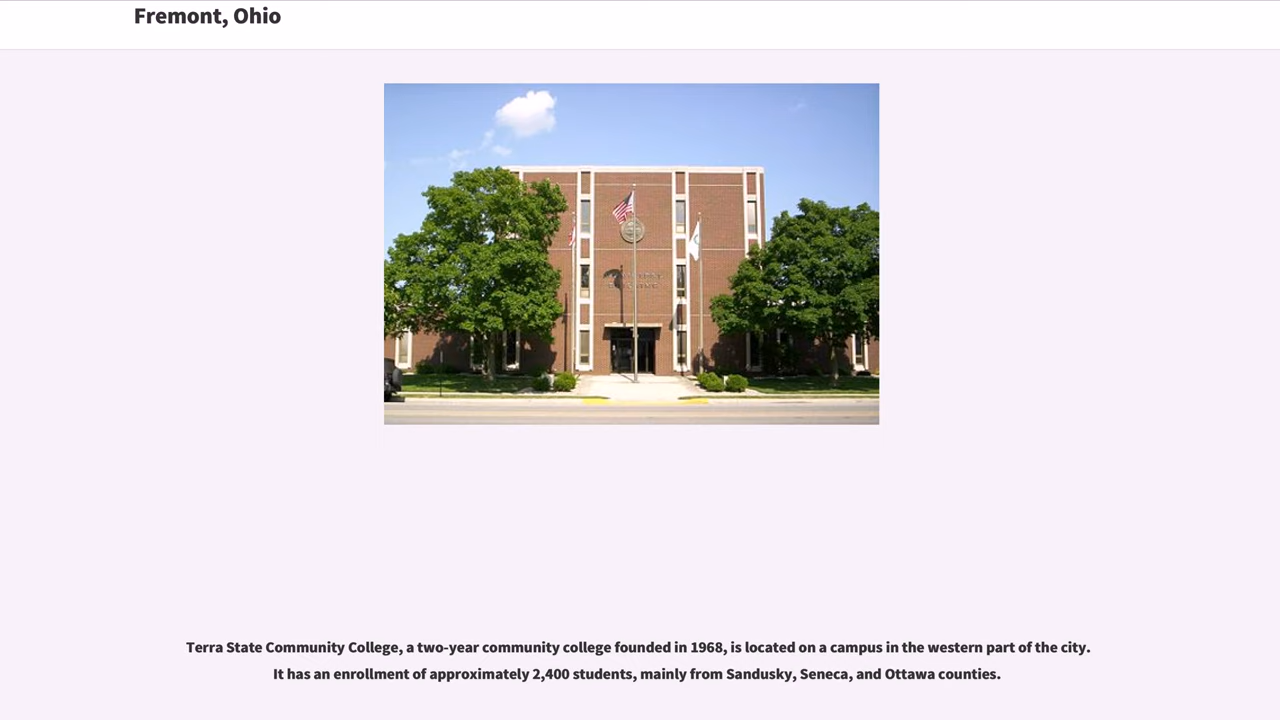 Fremont, Ohio
BUILDING
Terra State Community College, a two-year community college founded in 1968, is located on a campus in the western part of the city.
It has an enrollment of approximately 2,400 students, mainly from Sandusky, Seneca, and Ottawa counties.